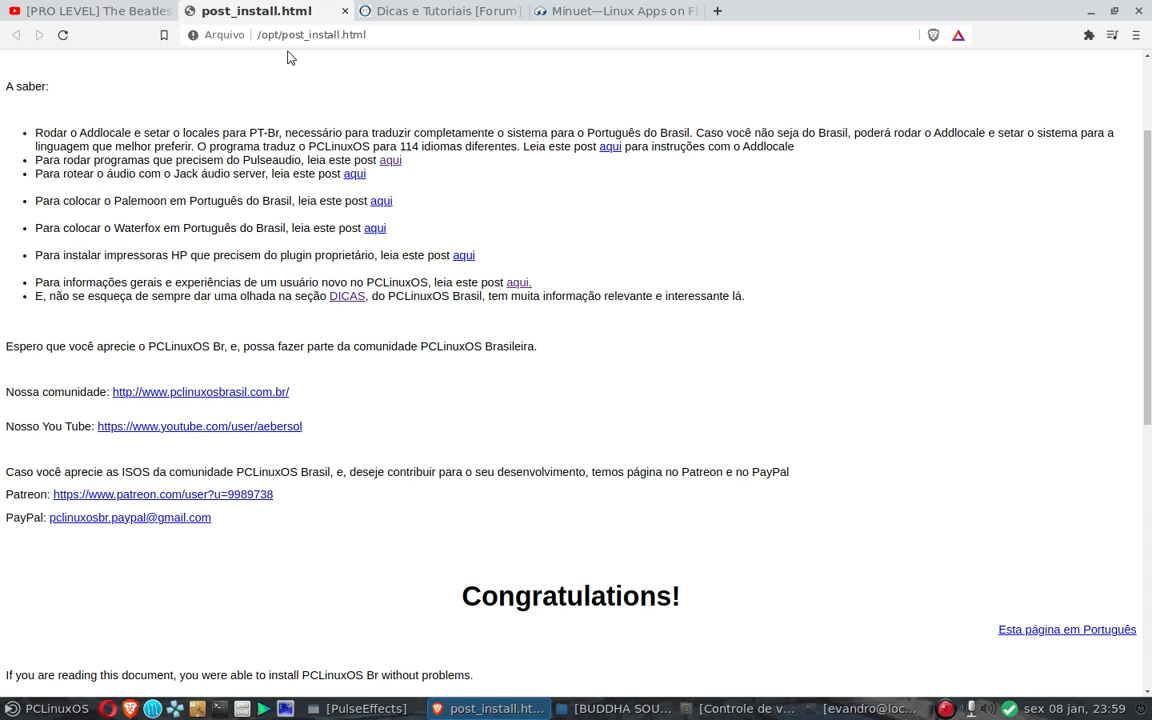 [PRO LEVEL] The Beatles
post_install.html
Dicas e Tutoriais [Forum]
Minuet—Linux Apps on Fl
Arquivo
/opt/post_install.html
A saber:
Rodar o Addlocale e setar o locales para PT-Br, necessário para traduzir completamente o sistema para o Português do Brasil. Caso você não seja do Brasil, poderá rodar o Addlocale e setar o sistema para a
linguagem que melhor preferir. O programa traduz o PCLinuxOS para 114 idiomas diferentes. Leia este post aqui para instruções com o Addlocale
Para rodar programas que precisem do Pulseaudio, leia este post aqui
Para rotear o áudio com o Jack áudio server, leia este post aqui
Para colocar o Palemoon em Português do Brasil, leia este post aqui
Para colocar o Waterfox em Português do Brasil, leia este post aqui
Para instalar impressoras HP que precisem do plugin proprietário, leia este post aqui
Para informações gerais e experiências de um usuário novo no PCLinuxOS, leia este post aqui.
E, não se esqueça de sempre dar uma olhada na seção DICAS, do PCLinuxOS Brasil, tem muita informação relevante e interessante lá.
Espero que você aprecie o PCLinuxOS Br, e, possa fazer parte da comunidade PCLinuxOS Brasileira.
Nossa comunidade: http://www.pclinuxosbrasil.com.br/
Nosso You Tube: https://www.youtube.com/user/aebersol
Caso você aprecie as ISOS da comunidade PCLinuxOS Brasil, e, deseje contribuir para o seu desenvolvimento, temos página no Patreon e no PayPal
Patreon: https://www.patreon.com/user?u=9989738
PayPal: pclinuxosbr.paypal@gmail.com
Congratulations!
Esta página em Português
If you are reading this document, you were able to install PCLinuxOS Br without problems.
PCLinuxOS
[PulseEffects]
post_install.ht...
[BUDDHA SOU...
[Controle de v...
[evandro@loc...
sex 08 jan, 23:59